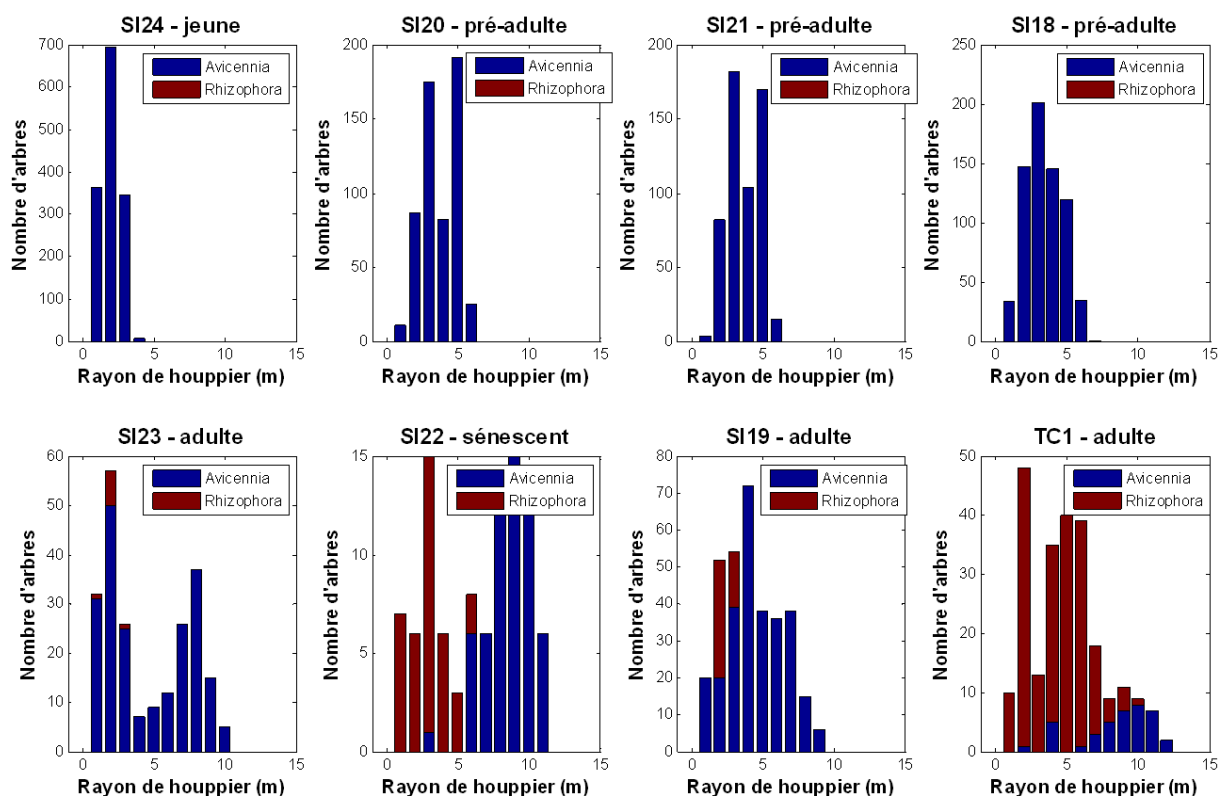 SI24 - jeune
Nombre d'arbres
700
600
500
400
300
200
100
0
Avicennia
Rhizophora
0 5 10 15
Rayon de houppier (m)
SI20 - pré-adulte
Nombre d'arbres
200
150
100
50
0
Avicennia
Rhizophora
0 5 10 15
Rayon de houppier (m)
SI21 - pré-adulte
Nombre d'arbres
200
150
100
50
0
Avicennia
Rhizophora
0 5 10 15
Rayon de houppier (m)
SI18 - pré-adulte
Nombre d'arbres
250
200
150
100
50
0
Avicennia
Rhizophora
0 5 10 15
Rayon de houppier (m)
SI23 - adulte
Nombre d'arbres
60
50
40
30
20
10
0
Avicennia
Rhizophora
0 5 10 15
Rayon de houppier (m)
SI22 - sénescent
Nombre d'arbres
15
10
5
0
Avicennia
Rhizophora
0 5 10 15
Rayon de houppier (m)
SI19 - adulte
Nombre d'arbres
80
70
60
50
40
30
20
10
0
Avicennia
Rhizophora
0 5 10 15
Rayon de houppier (m)
TC1 - adulte
Nombre d'arbres
50
40
30
20
10
0
Avicennia
Rhizophora
0 5 10 15
Rayon de houppier (m)